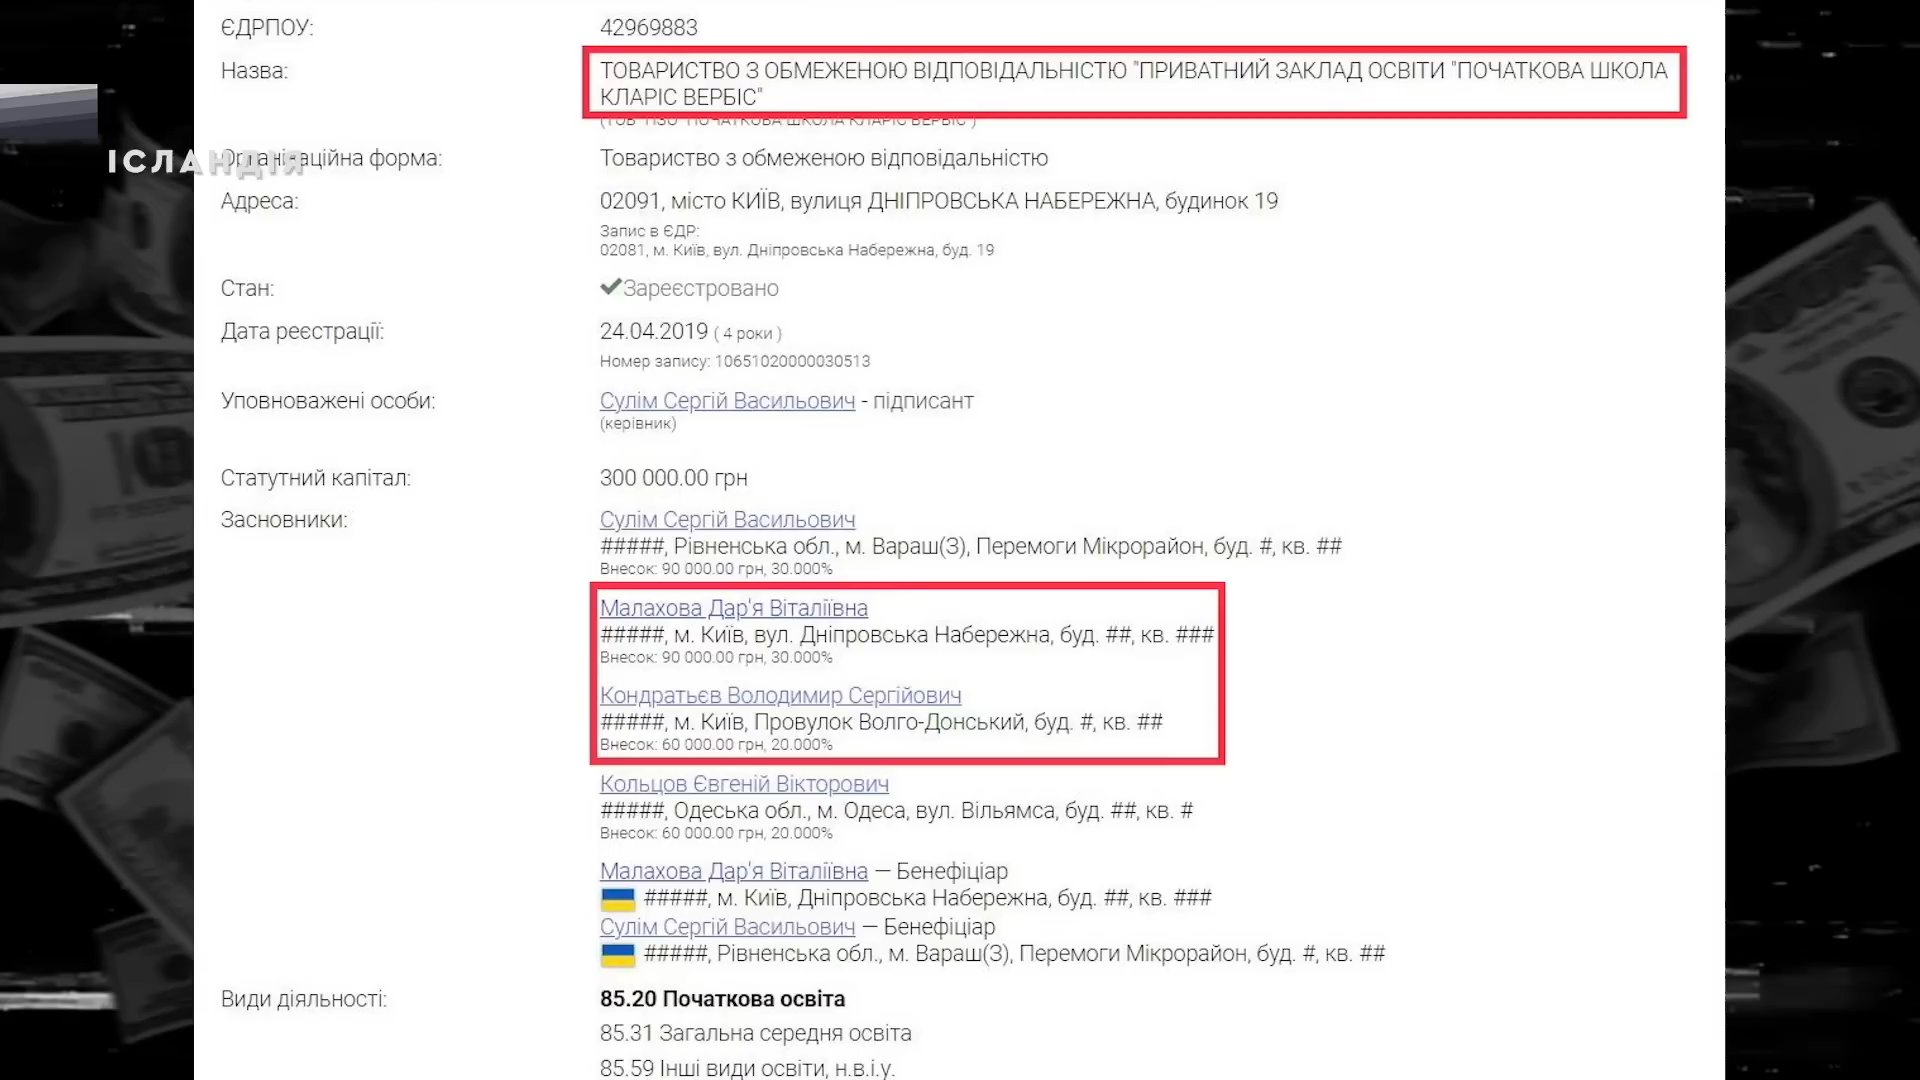 ЄДРПОУ: 42969883
Назва: ТОВАРИСТВО З ОБМЕЖЕНОЮ ВІДПОВІДАЛЬНІСТЮ "ПРИВАТНИЙ ЗАКЛАД ОСВІТИ "ПОЧАТКОВА ШКОЛА
КЛАРІС ВЕРБІС"
(ТОВ "ПЗО "ПОЧАТКОВА ШКОЛА КЛАРІС ВЕРБІС")
ІСЛАНДІЯ
Організаційна форма: Товариство з обмеженою відповідальністю
Адреса: 02091, місто КИЇВ, вулиця ДНІПРОВСЬКА НАБЕРЕЖНА, будинок 19
Запис в ЄДР:
02081, м. Київ, вул. Дніпровська Набережна, буд. 19
Стан: Зареєстровано
Дата реєстрації: 24.04.2019 ( 4 роки )
Номер запису: 10651020000030513
Уповноважені особи: Сулім Сергій Васильович - підписант
(керівник)
Статутний капітал: 300 000.00 грн
Засновники: Сулім Сергій Васильович
#####, Рівненська обл., м. Вараш(З), Перемоги Мікрорайон, буд. #, кв. ##
Внесок: 90 000.00 грн, 30.000%
Малахова Дар'я Віталіївна
#####, м. Київ, вул. Дніпровська Набережна, буд. ##, кв. ###
Внесок: 90 000.00 грн, 30.000%
Кондратьєв Володимир Сергійович
#####, м. Київ, Провулок Волго-Донський, буд. #, кв. ##
Внесок: 60 000.00 грн, 20.000%
Кольцов Євгеній Вікторович
#####, Одеська обл., м. Одеса, вул. Вільямса, буд. ##, кв. #
Внесок: 60 000.00 грн, 20.000%
Малахова Дар'я Віталіївна — Бенефіціар
#####, м. Київ, Дніпровська Набережна, буд. ##, кв. ###
Сулім Сергій Васильович — Бенефіціар
#####, Рівненська обл., м. Вараш(З), Перемоги Мікрорайон, буд. #, кв. ##
Види діяльності: 85.20 Початкова освіта
85.31 Загальна середня освіта
85.59 Інші види освіти, н.в.і.у.